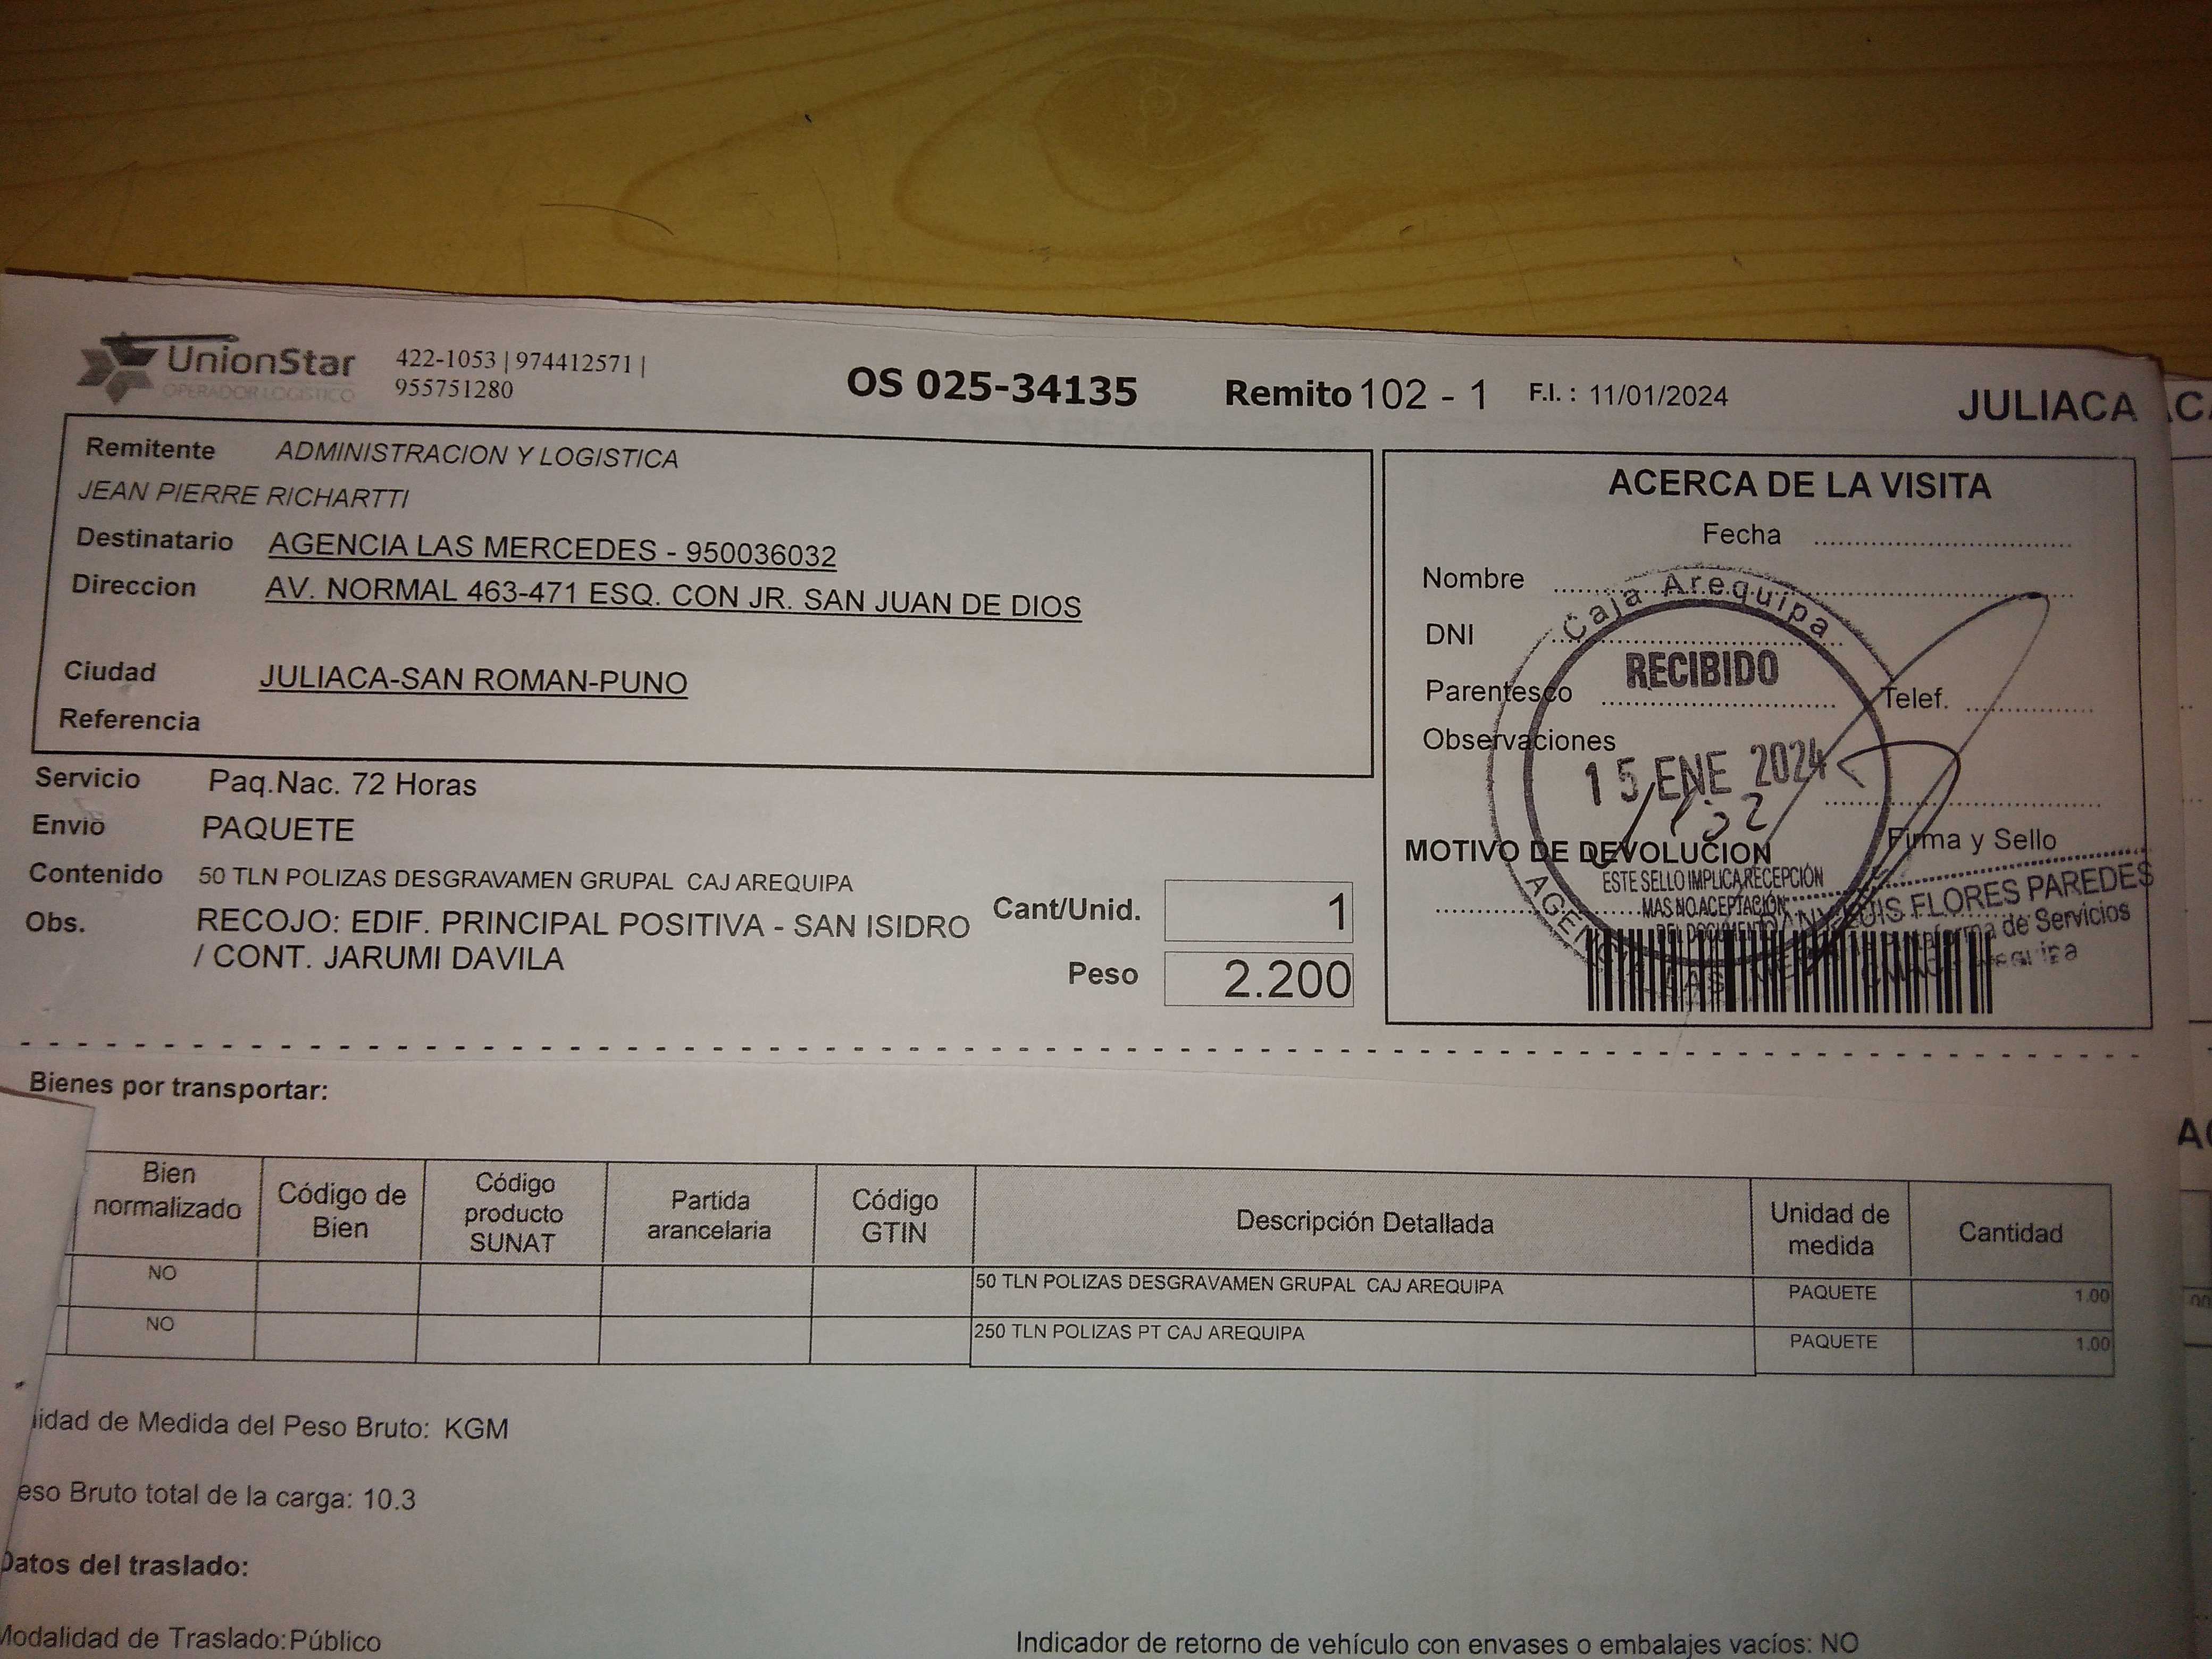 UnionStar
OPERADOR LOGISTICO
422-1053 | 974412571 |
955751280
OS 025-34135
Remito 102 - 1
F.I. : 11/01/2024
JULIACA
Remitente ADMINISTRACION Y LOGISTICA
JEAN PIERRE RICHARTTI
Destinatario AGENCIA LAS MERCEDES - 950036032
Direccion AV. NORMAL 463-471 ESQ. CON JR. SAN JUAN DE DIOS
Ciudad JULIACA-SAN ROMAN-PUNO
Referencia
Servicio Paq.Nac. 72 Horas
Envio PAQUETE
Contenido 50 TLN POLIZAS DESGRAVAMEN GRUPAL CAJ AREQUIPA
Obs. RECOJO: EDIF. PRINCIPAL POSITIVA - SAN ISIDRO
/ CONT. JARUMI DAVILA
Cant/Unid. 1
Peso 2.200
ACERCA DE LA VISITA
Fecha
Nombre
DNI
Parentesco
Telef.
Observaciones
Firma y Sello
MOTIVO DE DEVOLUCION
Caja Arequipa
RECIBIDO
15 ENE 2024
ESTE SELLO IMPLICA RECEPCIÓN
MAS NO ACEPTACIÓN
DEL DOCUMENTO
LUIS FLORES PAREDES
Plataforma de Servicios
Bienes por transportar:
Bien normalizado
Código de Bien
Código producto SUNAT
Partida arancelaria
Código GTIN
Descripción Detallada
Unidad de medida
Cantidad
NO 50 TLN POLIZAS DESGRAVAMEN GRUPAL CAJ AREQUIPA PAQUETE 1.00
NO 250 TLN POLIZAS PT CAJ AREQUIPA PAQUETE 1.00
idad de Medida del Peso Bruto: KGM
eso Bruto total de la carga: 10.3
Datos del traslado:
Modalidad de Traslado:Público
Indicador de retorno de vehículo con envases o embalajes vacíos: NO